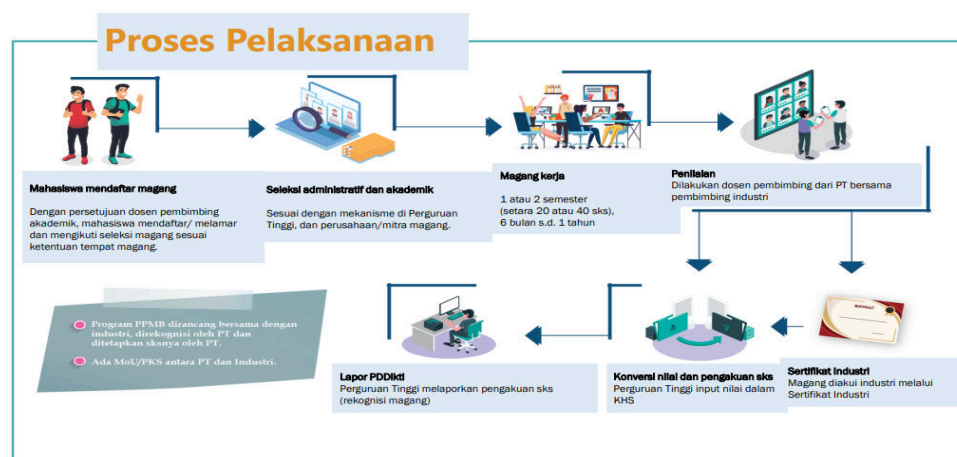 Proses Pelaksanaan
Mahasiswa mendaftar magang
Dengan persetujuan dosen pembimbing
akademik, mahasiswa mendaftar/ melamar
dan mengikuti seleksi magang sesuai
ketentuan tempat magang.
Seleksi administratif dan akademik
Sesuai dengan mekanisme di Perguruan
Tinggi, dan perusahaan/mitra magang.
Magang kerja
1 atau 2 semester
(setara 20 atau 40 sks),
6 bulan s.d. 1 tahun
Penilaian
Dilakukan dosen pembimbing dari PT bersama
pembimbing industri
Program PPMB dirancang bersama dengan
industri, direkognisi oleh PT dan
ditetapkan sksnya oleh PT.
Ada MoU/PKS antara PT dan Industri.
Lapor PDDikti
Perguruan Tinggi melaporkan pengakuan sks
(rekognisi magang)
Konversi nilai dan pengakuan sks
Perguruan Tinggi input nilai dalam
KHS
Sertifikat Industri
Magang diakui industri melalui
Sertifikat Industri